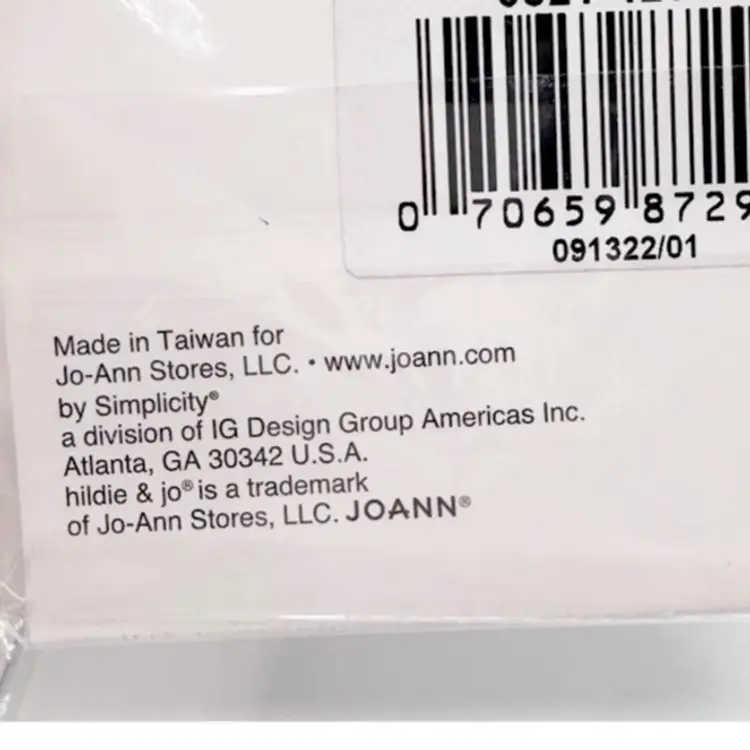 0 70659 8729
091322/01
Made in Taiwan for
Jo-Ann Stores, LLC. • www.joann.com
by Simplicity®
a division of IG Design Group Americas Inc.
Atlanta, GA 30342 U.S.A.
hildie & jo® is a trademark
of Jo-Ann Stores, LLC. JOANN®